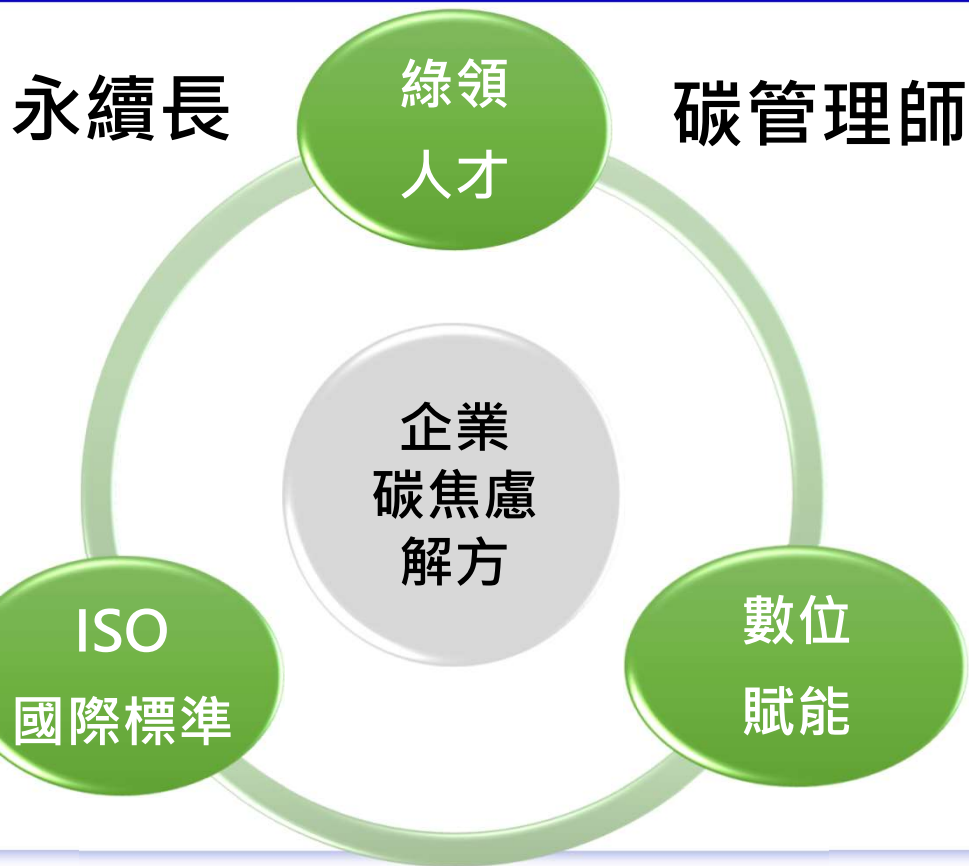 永續長
綠領
人才
碳管理師
企業
碳焦慮
解方
ISO
國際標準
數位
賦能